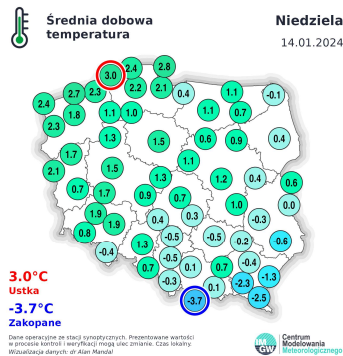 Średnia dobowa
temperatura
Niedziela
14.01.2024
3.0 2.4 2.8
2.4 2.7 2.3 2.2 2.1 0.4 1.1 -0.1
2.3 1.8 1.1 1.0 1.1 0.7
1.3 1.5 0.6 0.9 0.4
1.7 1.1
2.1 1.5 1.3 1.2 0.4 0.6
0.7 1.7 0.9 0.7 1.0 0.0
1.9 1.9 0.4 0.3 -0.3
0.8 1.3 -0.5 -0.5 0.2 -0.6
-0.4 -0.5 -0.4
0.7 0.1 0.7 -1.3
-0.3 0.1 -2.3
-3.7 -2.5
3.0°C
Ustka
-3.7°C
Zakopane
Dane operacyjne ze stacji synoptycznych. Prezentowane wartości
w procesie kontroli i weryfikacji mogą ulec zmianie. Czas lokalny.
Wizualizacja danych: dr Alan Mandal
IM
GW
Centrum
Modelowania
Meteorologicznego